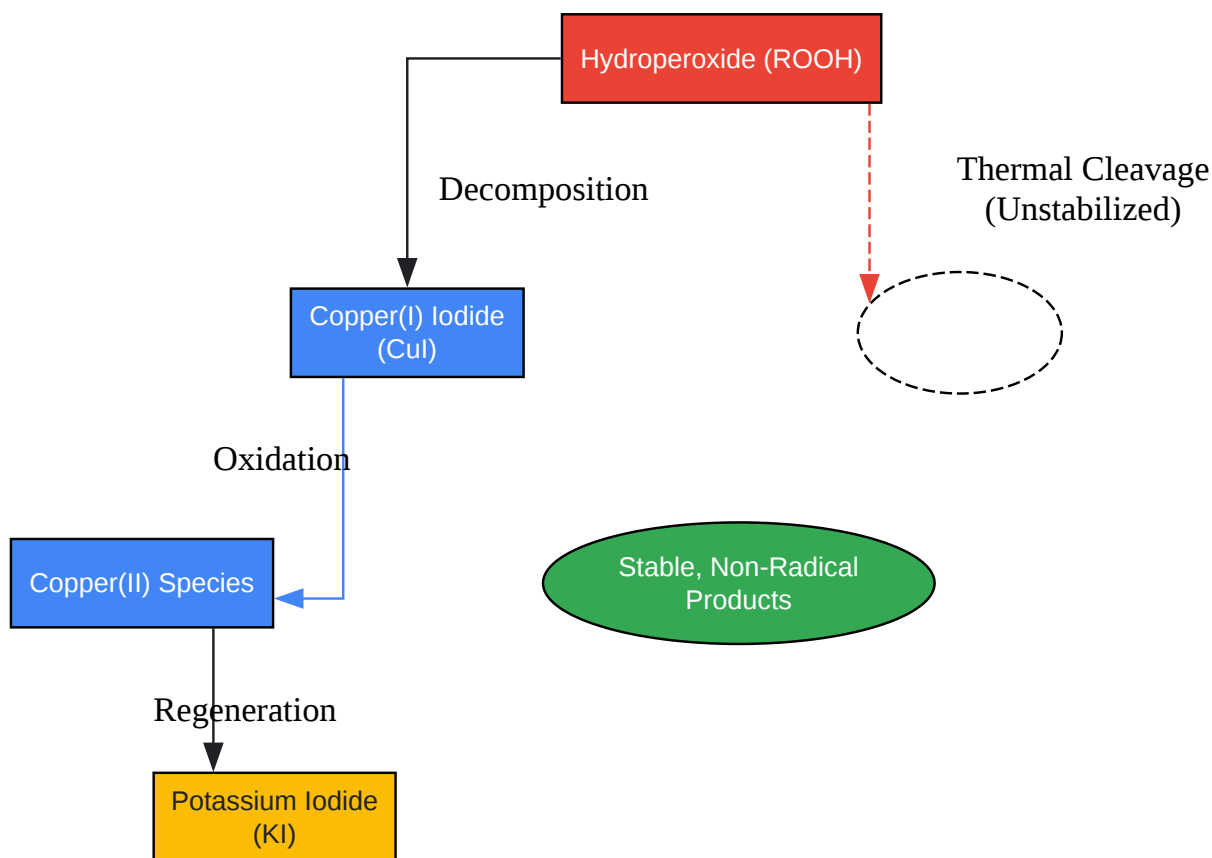 Hydroperoxide (ROOH)
Decomposition
Thermal Cleavage
(Unstabilized)
Copper(I) Iodide
(CuI)
Oxidation
Copper(II) Species
Stable, Non-Radical
Products
Regeneration
Potassium Iodide
(KI)